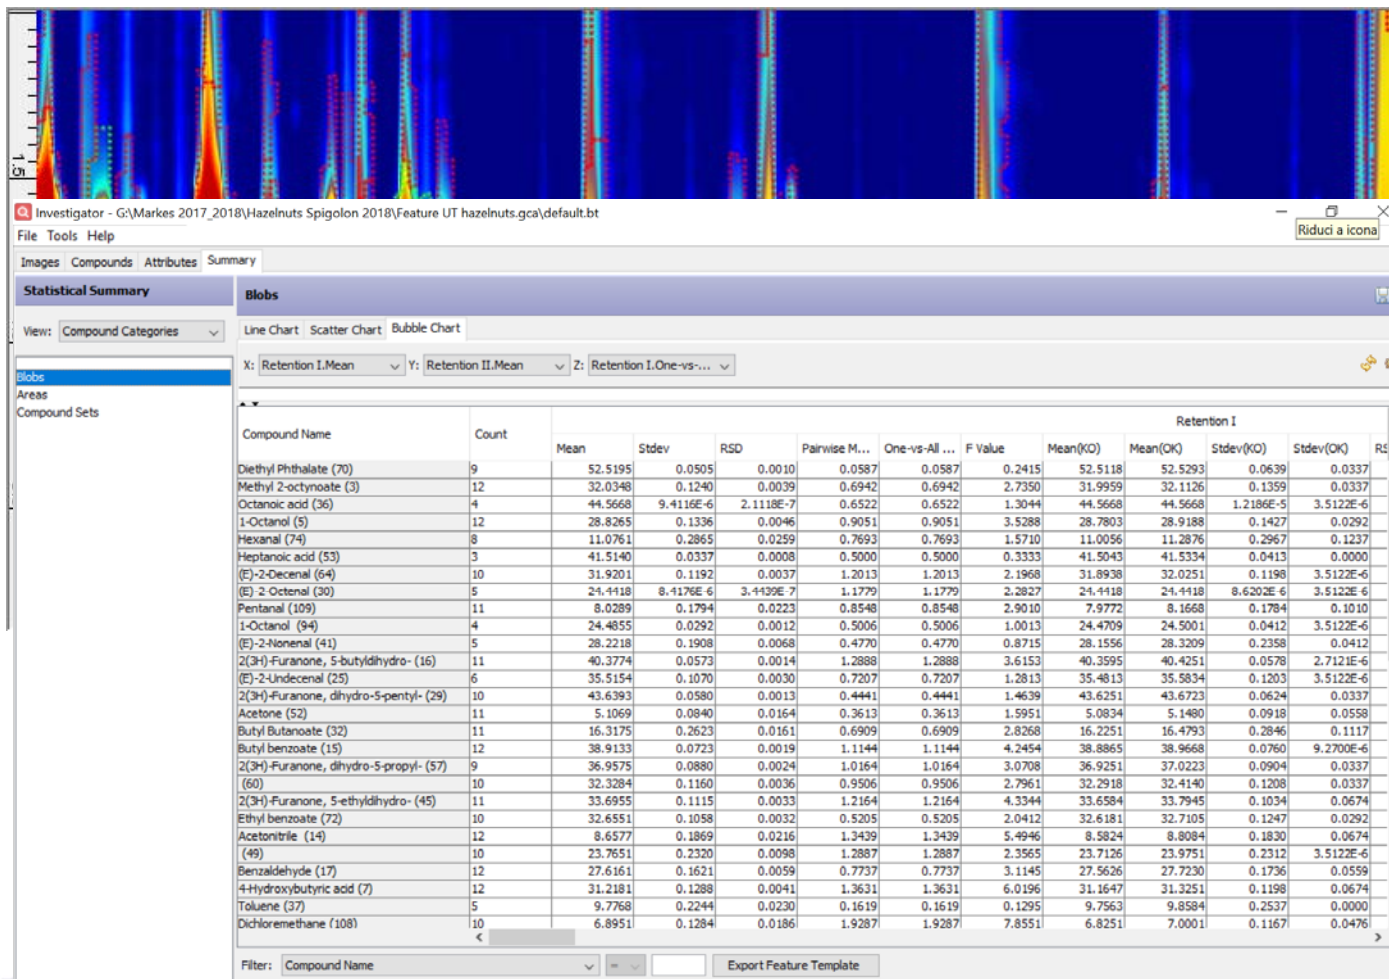 1.5
Investigator - G:\Markes 2017_2018\Hazelnuts Spigolon 2018\Feature UT hazelnuts.gca\default.bt
Riduci a icona
File Tools Help
Images Compounds Attributes Summary
Statistical Summary
Blobs
View: Compound Categories
Line Chart Scatter Chart Bubble Chart
X: Retention I.Mean Y: Retention II.Mean Z: Retention I.One-vs-...
Blobs
Areas
Compound Sets
Retention I
Compound Name Count Mean Stdev RSD Pairwise M... One-vs-All ... F Value Mean(KO) Mean(OK) Stdev(KO) Stdev(OK) RS
Diethyl Phthalate (70) 9 52.5195 0.0505 0.0010 0.0587 0.0587 0.2415 52.5118 52.5293 0.0639 0.0337
Methyl 2-octynoate (3) 12 32.0348 0.1240 0.0039 0.6942 0.6942 2.7350 31.9959 32.1126 0.1359 0.0337
Octanoic acid (36) 4 44.5668 9.4116E-6 2.1118E-7 0.6522 0.6522 1.3044 44.5668 44.5668 1.2186E-5 3.5122E-6
1-Octanol (5) 12 28.8265 0.1336 0.0046 0.9051 0.9051 3.5288 28.7803 28.9188 0.1427 0.0292
Hexanal (74) 8 11.0761 0.2865 0.0259 0.7693 0.7693 1.5710 11.0056 11.2876 0.2967 0.1237
Heptanoic acid (53) 3 41.5140 0.0337 0.0008 0.5000 0.5000 0.3333 41.5043 41.5334 0.0413 0.0000
(E)-2-Decenal (64) 10 31.9201 0.1192 0.0037 1.2013 1.2013 2.1968 31.8938 32.0251 0.1198 3.5122E-6
(E)-2-Octenal (30) 5 24.4418 8.4176E-6 3.4439E-7 1.1779 1.1779 2.2827 24.4418 24.4418 8.6202E-6 3.5122E-6
Pentanal (109) 11 8.0289 0.1794 0.0223 0.8548 0.8548 2.9010 7.9772 8.1668 0.1784 0.1010
1-Octanol (94) 4 24.4855 0.0292 0.0012 0.5006 0.5006 1.0013 24.4709 24.5001 0.0412 3.5122E-6
(E)-2-Nonenal (41) 5 28.2218 0.1908 0.0068 0.4770 0.4770 0.8715 28.1556 28.3209 0.2358 0.0412
2(3H)-Furanone, 5-butyldihydro- (16) 11 40.3774 0.0573 0.0014 1.2888 1.2888 3.6153 40.3595 40.4251 0.0578 2.7121E-6
(E)-2-Undecenal (25) 6 35.5154 0.1070 0.0030 0.7207 0.7207 1.2813 35.4813 35.5834 0.1203 3.5122E-6
2(3H)-Furanone, dihydro-5-pentyl- (29) 10 43.6393 0.0580 0.0013 0.4441 0.4441 1.4639 43.6251 43.6723 0.0624 0.0337
Acetone (52) 11 5.1069 0.0840 0.0164 0.3613 0.3613 1.5951 5.0834 5.1480 0.0918 0.0558
Butyl Butanoate (32) 11 16.3175 0.2623 0.0161 0.6909 0.6909 2.8268 16.2251 16.4793 0.2846 0.1117
Butyl benzoate (15) 12 38.9133 0.0723 0.0019 1.1144 1.1144 4.2454 38.8865 38.9668 0.0760 9.2700E-6
2(3H)-Furanone, dihydro-5-propyl- (57) 9 36.9575 0.0880 0.0024 1.0164 1.0164 3.0708 36.9251 37.0223 0.0904 0.0337
(60) 10 32.3284 0.1160 0.0036 0.9506 0.9506 2.7961 32.2918 32.4140 0.1208 0.0337
2(3H)-Furanone, 5-ethyldihydro- (45) 11 33.6955 0.1115 0.0033 1.2164 1.2164 4.3344 33.6584 33.7945 0.1034 0.0674
Ethyl benzoate (72) 10 32.6551 0.1058 0.0032 0.5205 0.5205 2.0412 32.6181 32.7105 0.1247 0.0292
Acetonitrile (14) 12 8.6577 0.1869 0.0216 1.3439 1.3439 5.4946 8.5824 8.8084 0.1830 0.0674
(49) 10 23.7651 0.2320 0.0098 1.2887 1.2887 2.3565 23.7126 23.9751 0.2312 3.5122E-6
Benzaldehyde (17) 12 27.6161 0.1621 0.0059 0.7737 0.7737 3.1145 27.5626 27.7230 0.1736 0.0559
4-Hydroxybutyric acid (7) 12 31.2181 0.1288 0.0041 1.3631 1.3631 6.0196 31.1647 31.3251 0.1198 0.0674
Toluene (37) 5 9.7768 0.2244 0.0230 0.1619 0.1619 0.1295 9.7563 9.8584 0.2537 0.0000
Dichloremethane (108) 10 6.8951 0.1284 0.0186 1.9287 1.9287 7.8551 6.8251 7.0001 0.1167 0.0476
Filter: Compound Name = Export Feature Template